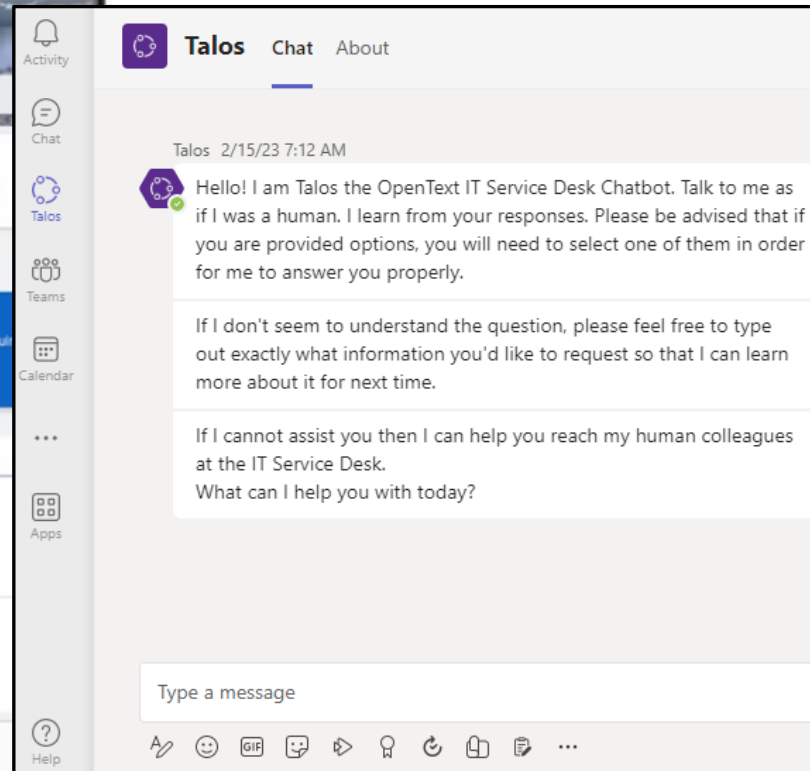 Activity
Chat
Talos
Teams
Calendar
Apps
Help
Talos Chat About
Talos 2/15/23 7:12 AM
Hello! I am Talos the OpenText IT Service Desk Chatbot. Talk to me as
if I was a human. I learn from your responses. Please be advised that if
you are provided options, you will need to select one of them in order
for me to answer you properly.
If I don't seem to understand the question, please feel free to type
out exactly what information you'd like to request so that I can learn
more about it for next time.
If I cannot assist you then I can help you reach my human colleagues
at the IT Service Desk.
What can I help you with today?
Type a message
GIF